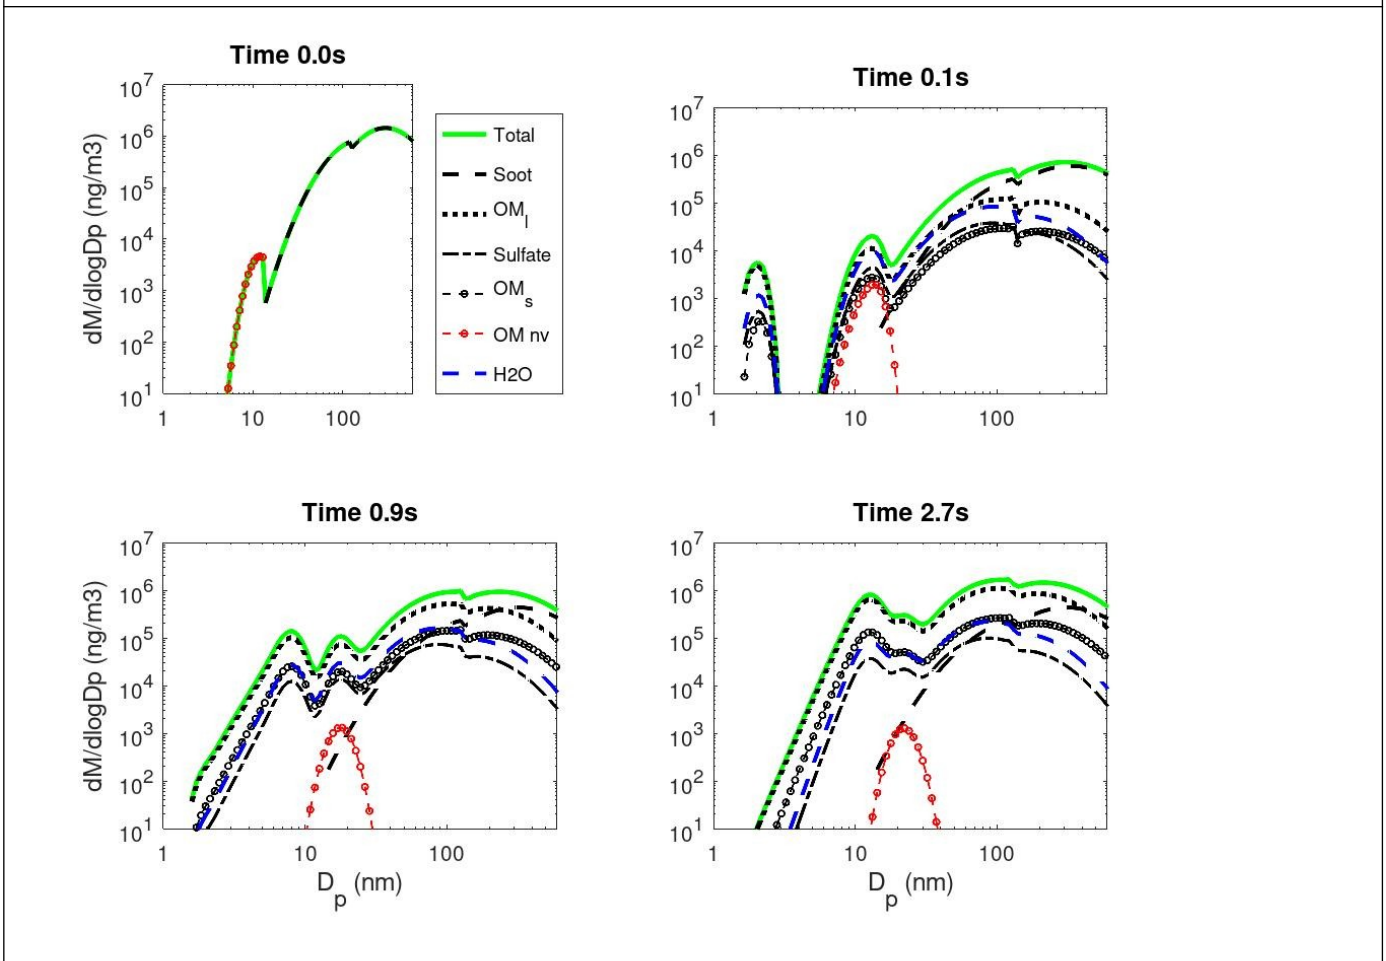 Time 0.0s
10^7
10^6
10^5
10^4
10^3
10^2
10^1
dM/dlogDp (ng/m3)
1 10 100
Total
Soot
OM_l
Sulfate
OM_s
OM nv
H2O
Time 0.1s
10^7
10^6
10^5
10^4
10^3
10^2
10^1
1 10 100
Time 0.9s
10^7
10^6
10^5
10^4
10^3
10^2
10^1
dM/dlogDp (ng/m3)
1 10 100
D_p (nm)
Time 2.7s
10^7
10^6
10^5
10^4
10^3
10^2
10^1
1 10 100
D_p (nm)